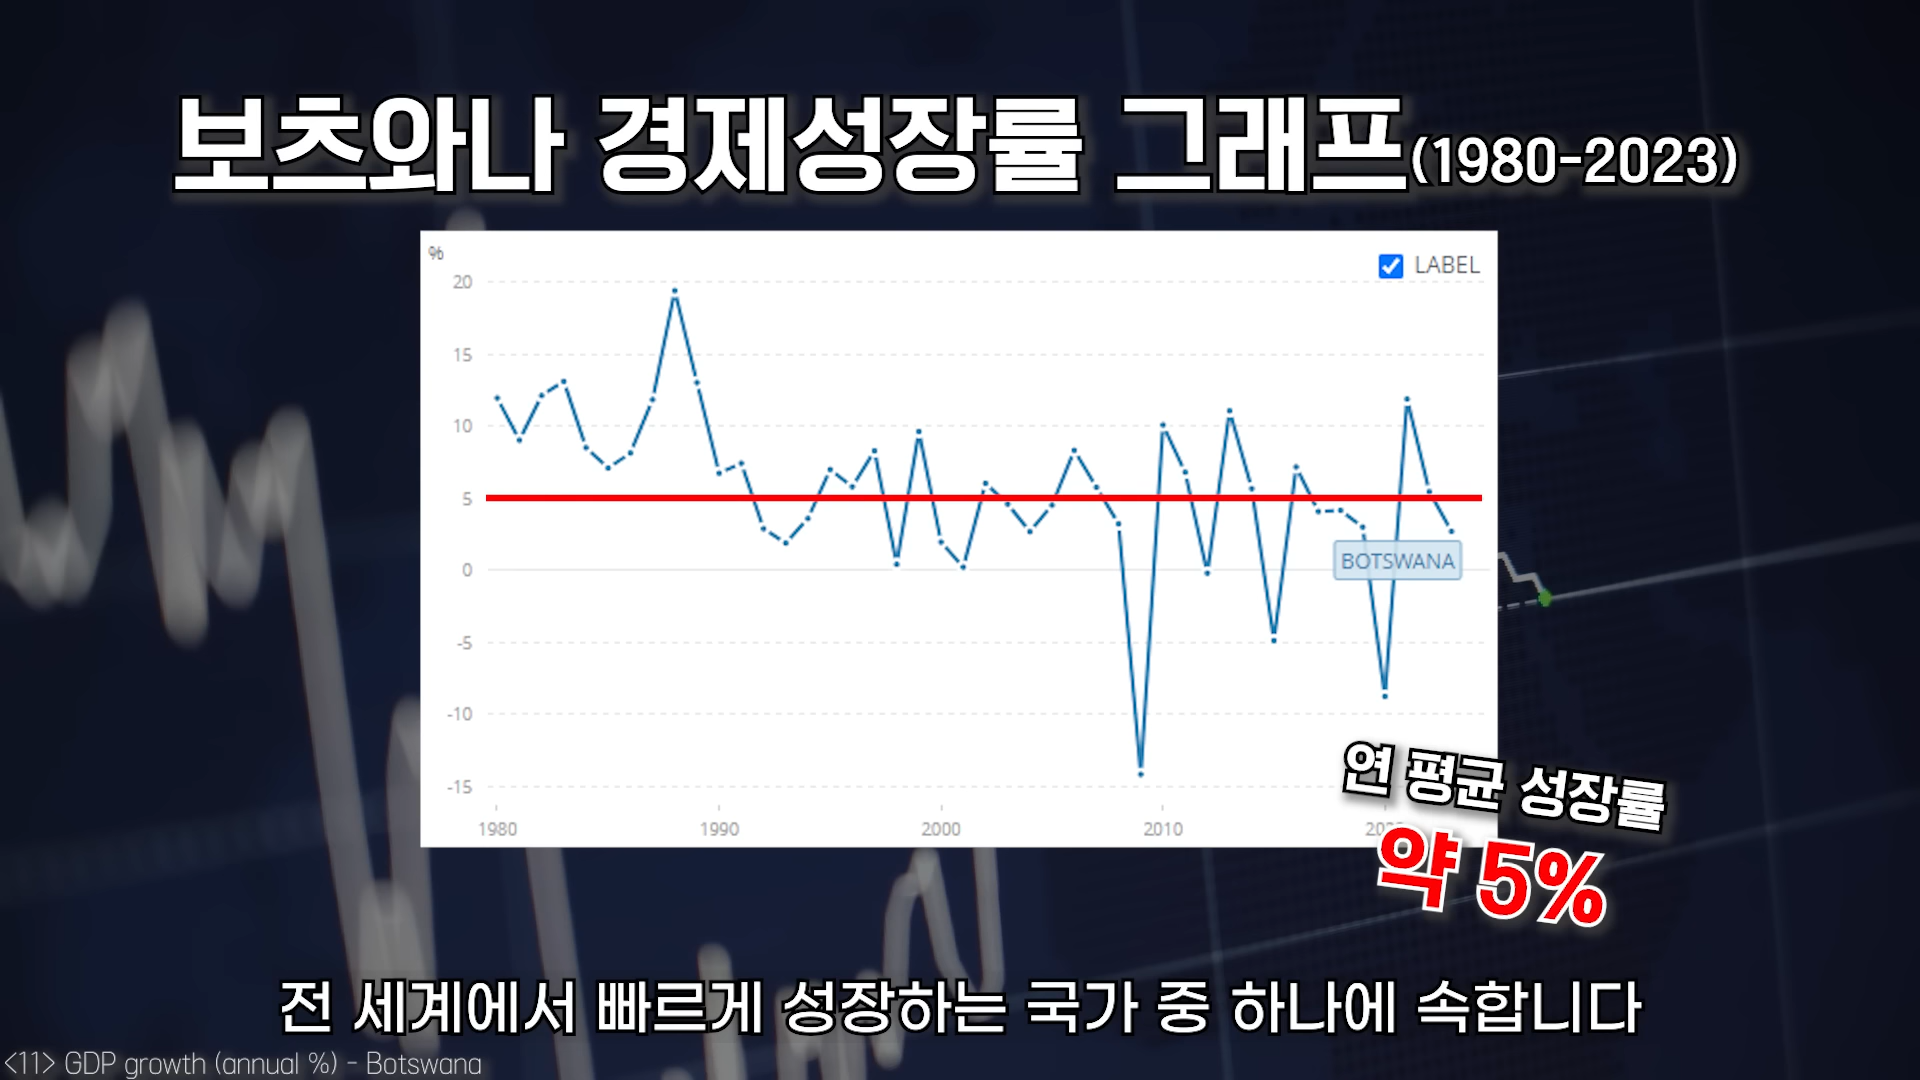 보츠와나 경제성장률 그래프(1980-2023)
%
LABEL
20
15
10
5
0
-5
-10
-15
BOTSWANA
1980
1990
2000
2010
연 평균 성장률
약 5%
전 세계에서 빠르게 성장하는 국가 중 하나에 속합니다
<11> GDP growth (annual %) - Botswana